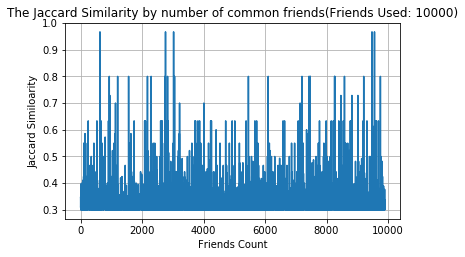 The Jaccard Similarity by number of common friends(Friends Used: 10000)
1.0
0.9
0.8
0.7
0.6
0.5
0.4
0.3
Jaccard Similoarity
0 2000 4000 6000 8000 10000
Friends Count